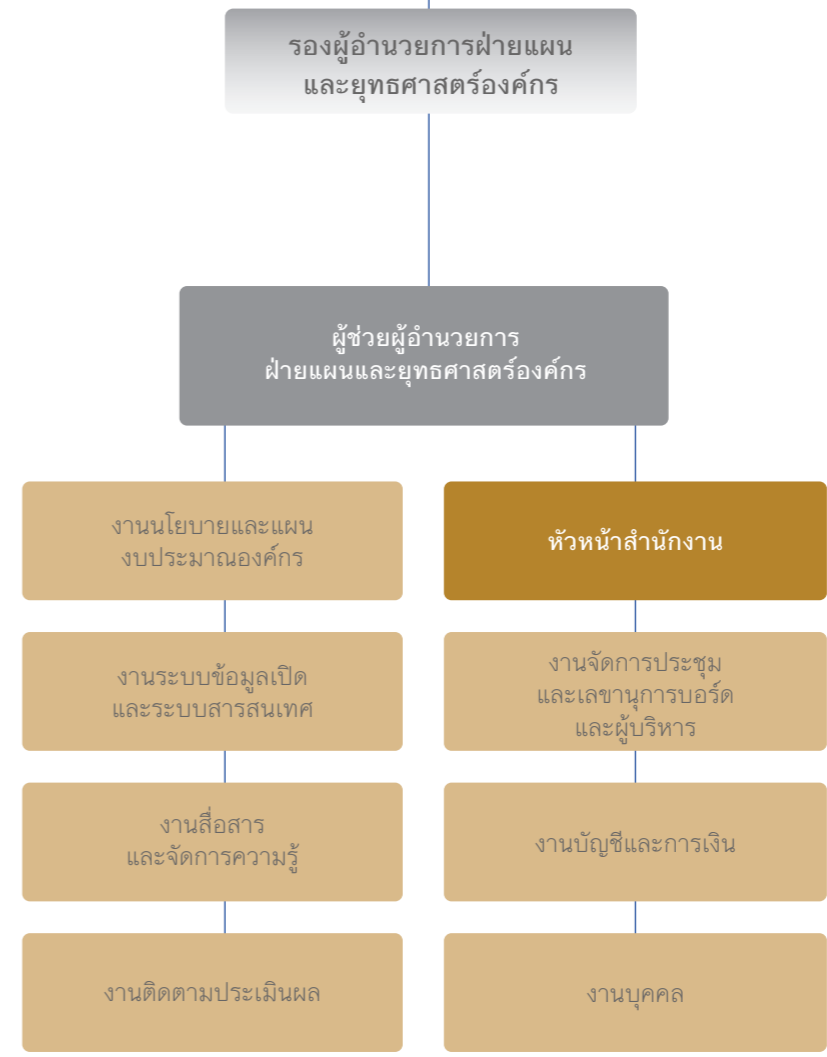 รองผู้อำนวยการฝ่ายแผน
และยุทธศาสตร์องค์กร
ผู้ช่วยผู้อำนวยการ
ฝ่ายแผนและยุทธศาสตร์องค์กร
งานนโยบายและแผน
งบประมาณองค์กร
งานระบบข้อมูลเปิด
และระบบสารสนเทศ
งานสื่อสาร
และจัดการความรู้
งานติดตามประเมินผล
หัวหน้าสำนักงาน
งานจัดการประชุม
และเลขานุการบอร์ด
และผู้บริหาร
งานบัญชีและการเงิน
งานบุคคล